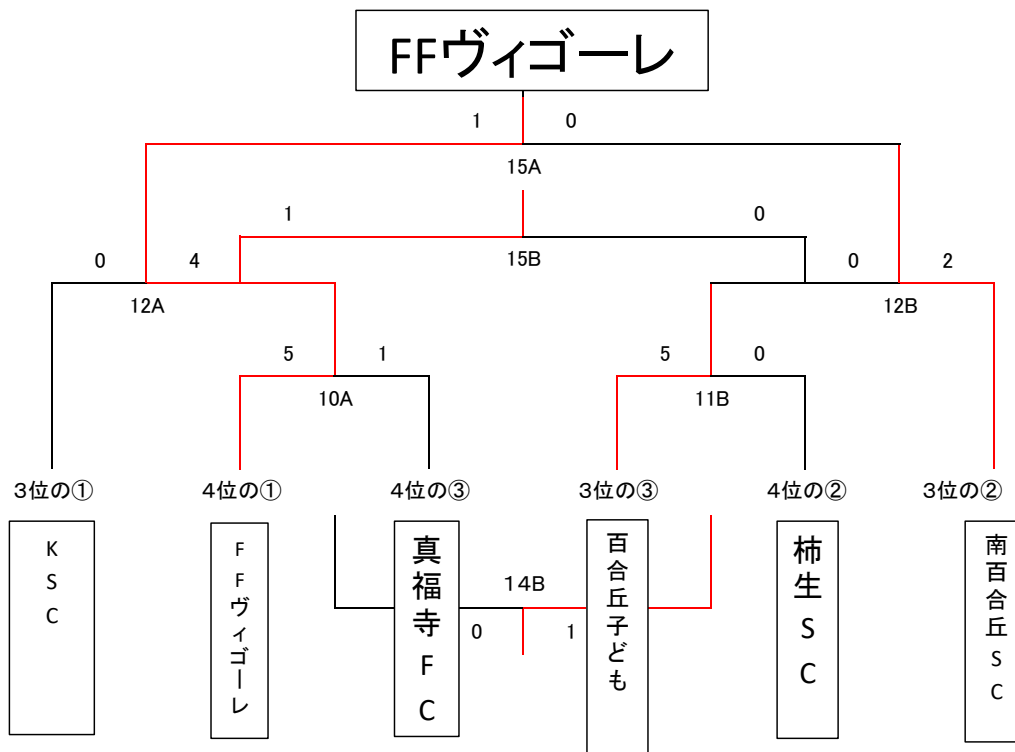 FFヴィゴーレ
1 0
15A
1 0
15B
0 4 0 2
12A 12B
5 1 5 0
10A 11B
3位の① 4位の① 4位の③ 3位の③ 4位の② 3位の②
KSC
FFヴィゴーレ
真福寺FC
百合丘子ども
柿生SC
南百合丘SC
14B
0 1